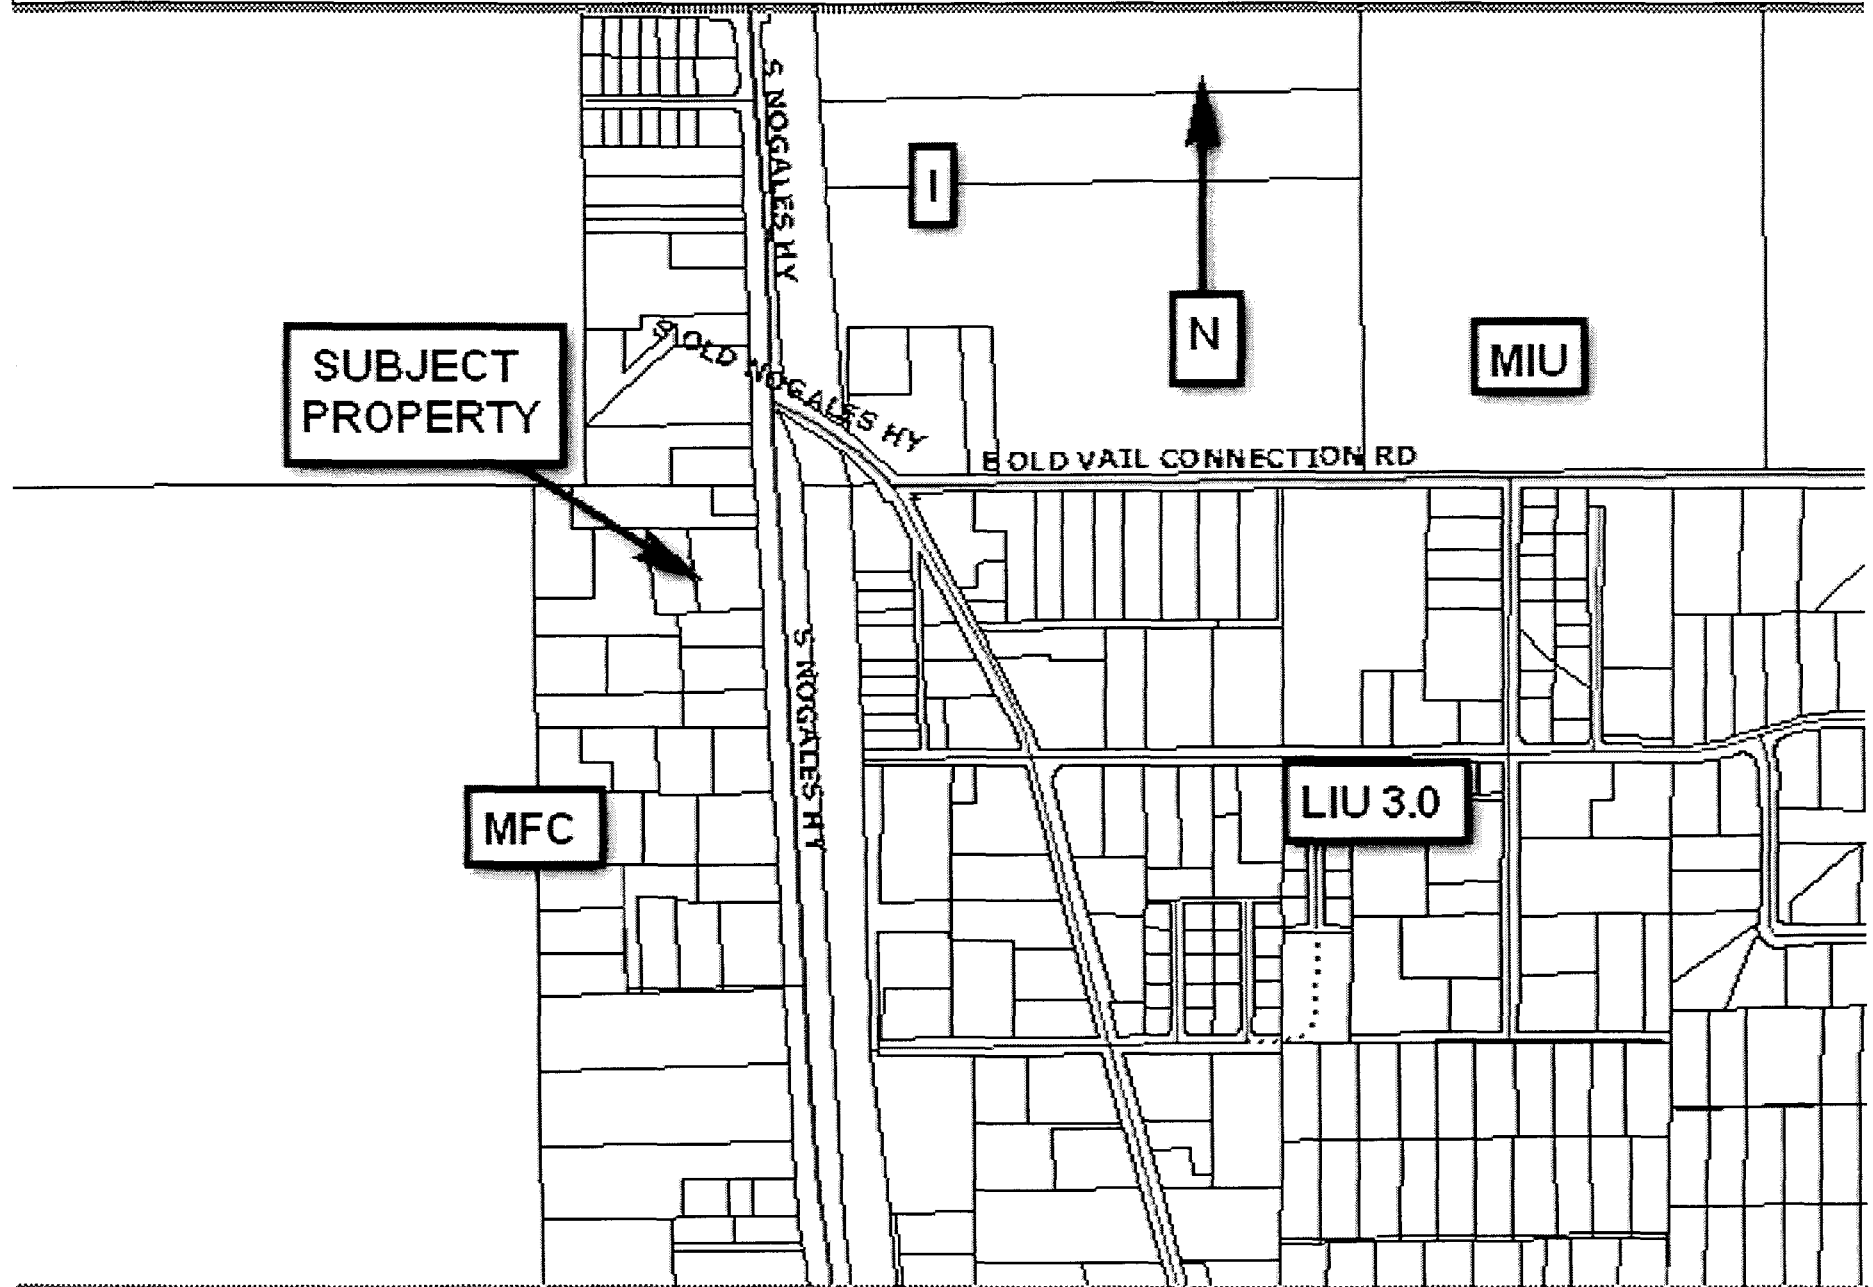 S NOGALES HY
I
N
SUBJECT
PROPERTY
MIU
S OLD NOGALES HY
E OLD VAIL CONNECTION RD
S NOGALES HY
MFC
LIU 3.0